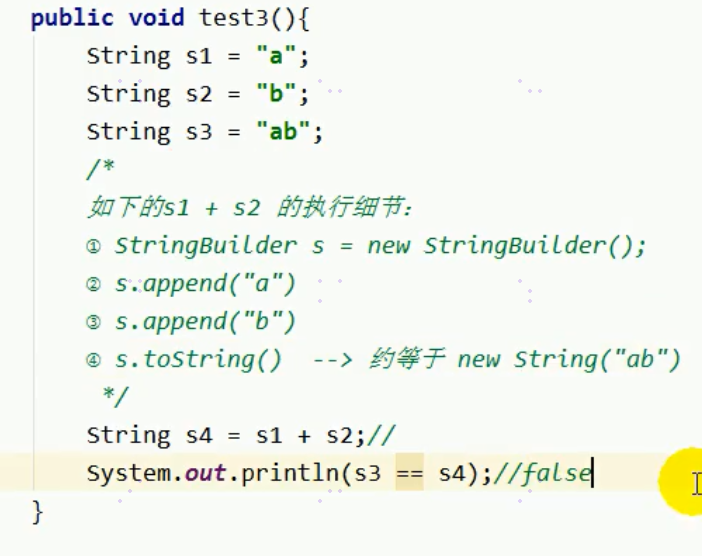 public void test3(){
String s1 = "a";
String s2 = "b";
String s3 = "ab";
/*
如下的s1 + s2 的执行细节:
① StringBuilder s = new StringBuilder();
② s.append("a")
③ s.append("b")
④ s.toString() --> 约等于 new String("ab")
*/
String s4 = s1 + s2;//
System.out.println(s3 == s4);//false
}